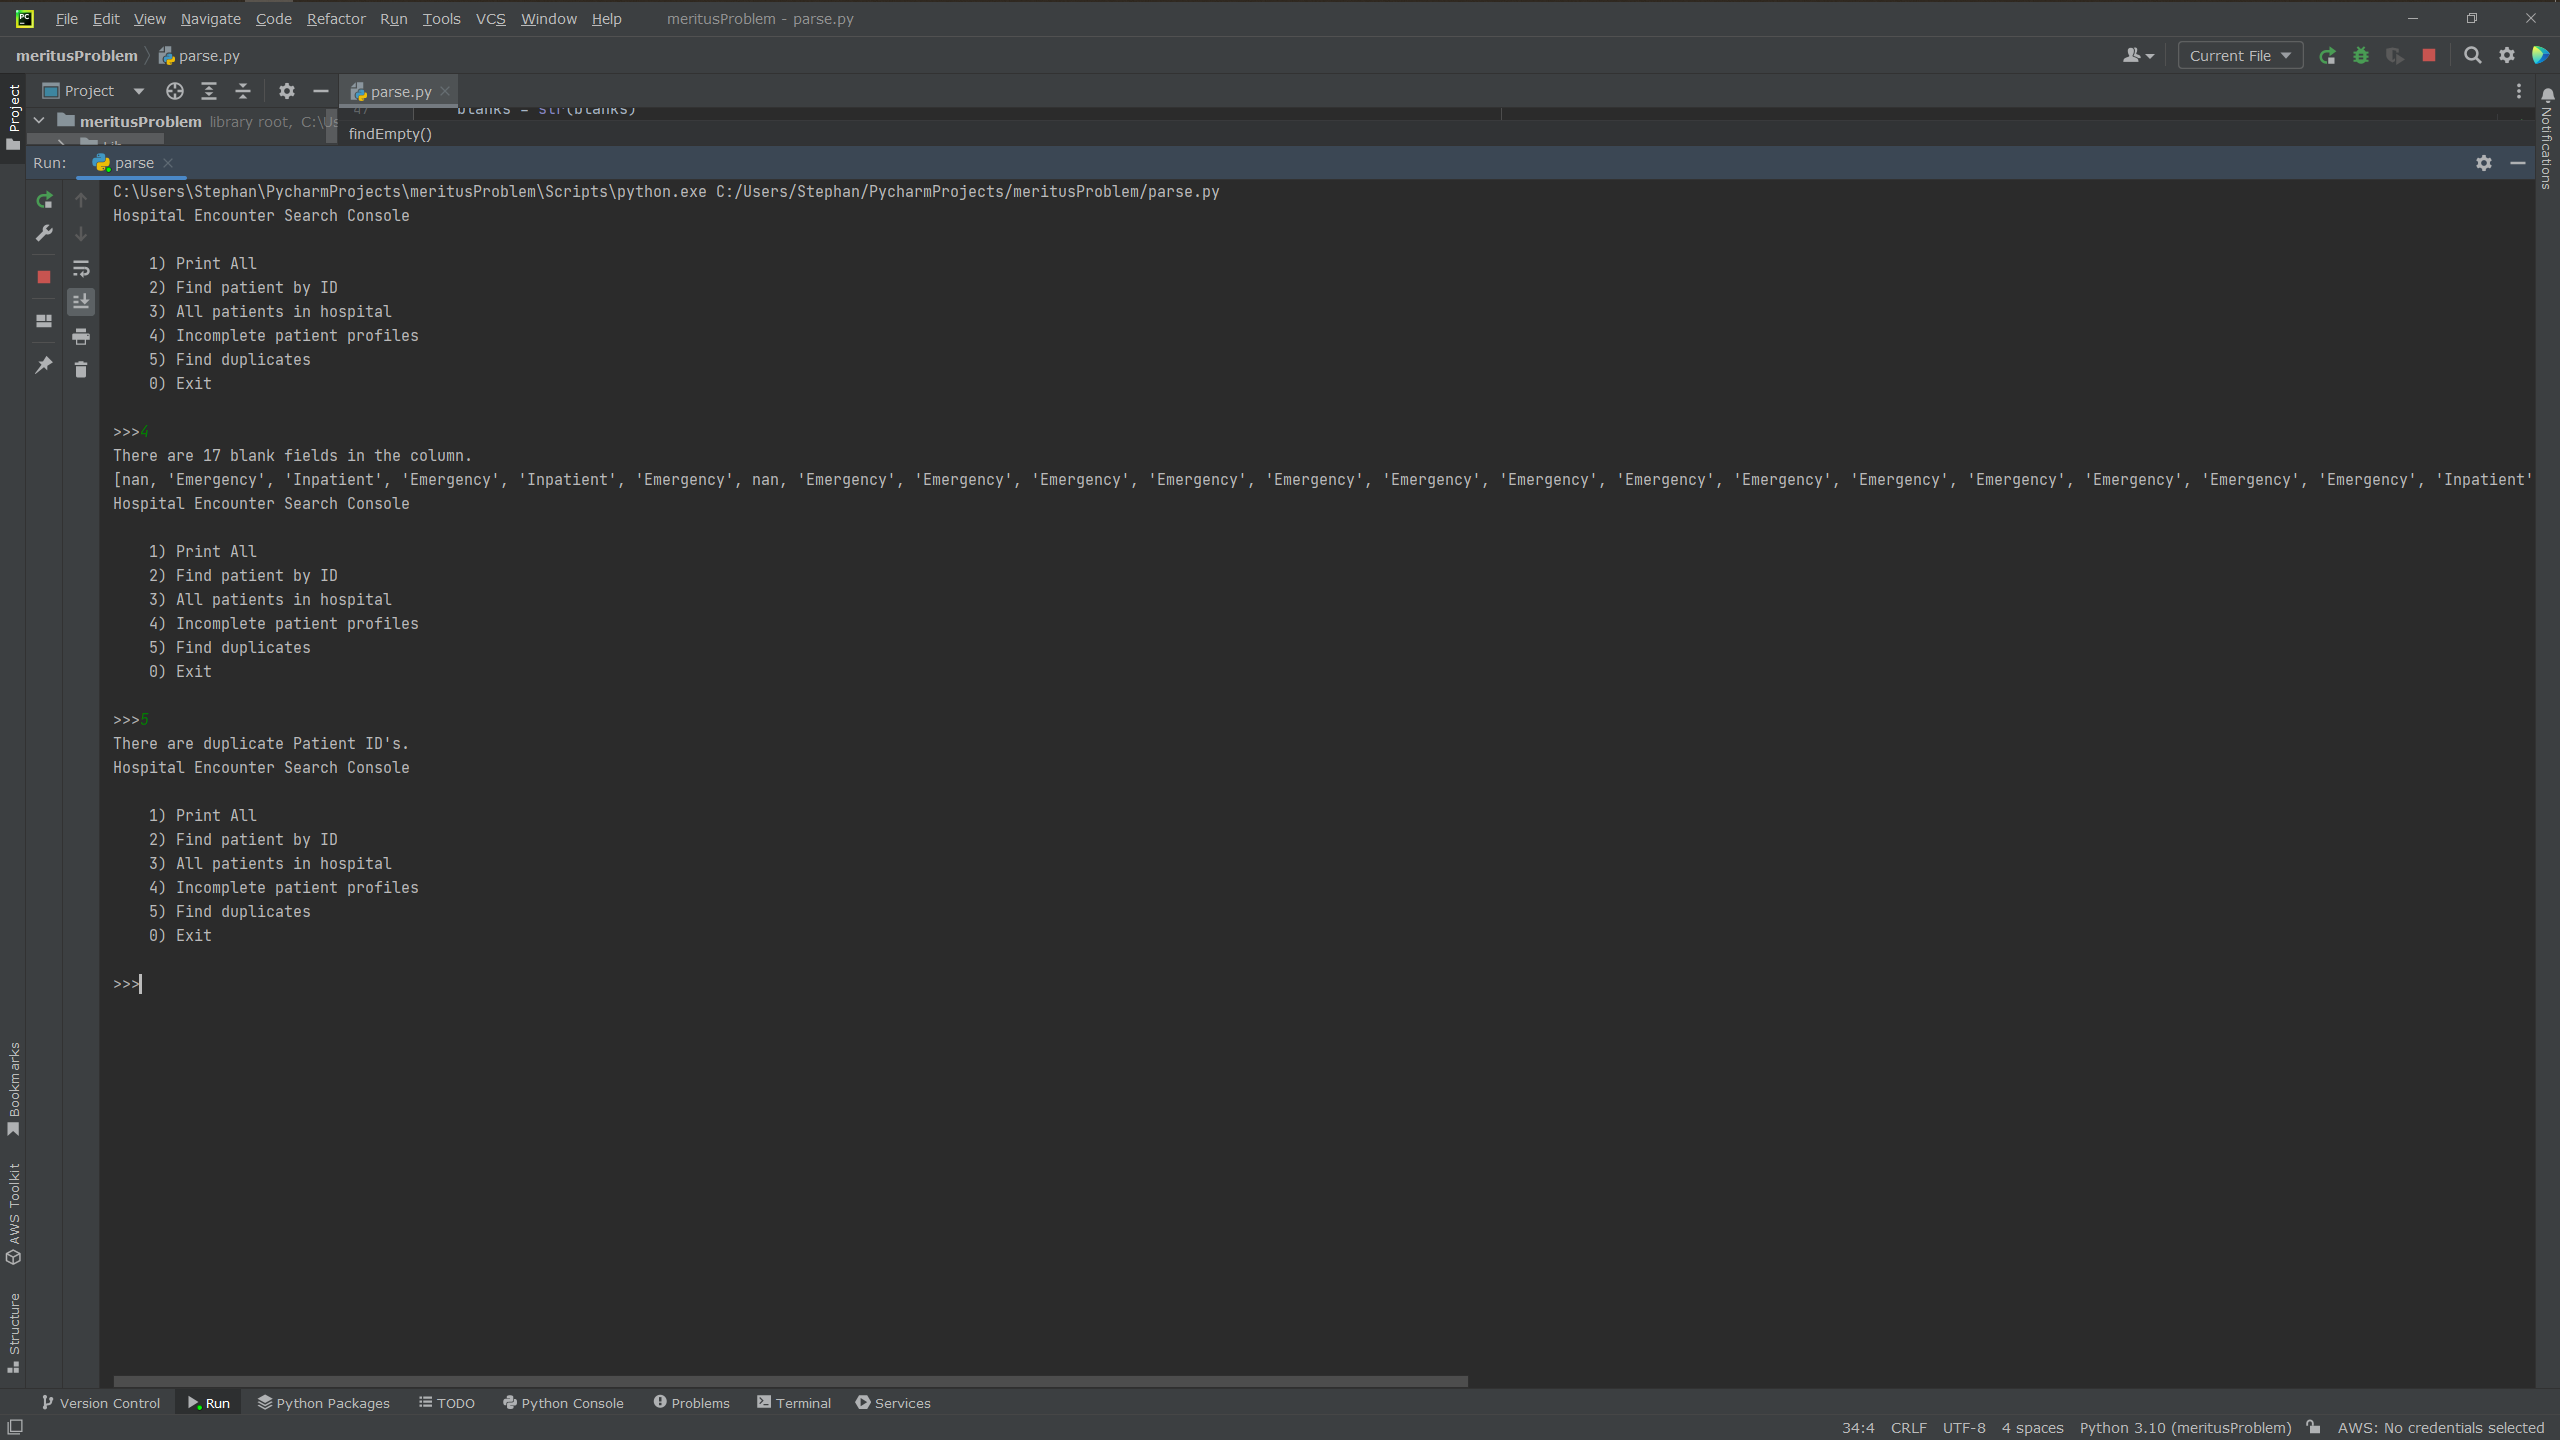 File Edit View Navigate Code Refactor Run Tools VCS Window Help meritusProblem - parse.py
meritusProblem parse.py Current File
Project parse.py
meritusProblem library root, C:\Us
47 blanks = str(blanks)
findEmpty()
Run: parse
C:\Users\Stephan\PycharmProjects\meritusProblem\Scripts\python.exe C:/Users/Stephan/PycharmProjects/meritusProblem/parse.py
Hospital Encounter Search Console
1) Print All
2) Find patient by ID
3) All patients in hospital
4) Incomplete patient profiles
5) Find duplicates
0) Exit
>>>4
There are 17 blank fields in the column.
[nan, 'Emergency', 'Inpatient', 'Emergency', 'Inpatient', 'Emergency', nan, 'Emergency', 'Emergency', 'Emergency', 'Emergency', 'Emergency', 'Emergency', 'Emergency', 'Emergency', 'Emergency', 'Emergency', 'Emergency', 'Emergency', 'Emergency', 'Emergency', 'Inpatient'
Hospital Encounter Search Console
1) Print All
2) Find patient by ID
3) All patients in hospital
4) Incomplete patient profiles
5) Find duplicates
0) Exit
>>>5
There are duplicate Patient ID's.
Hospital Encounter Search Console
1) Print All
2) Find patient by ID
3) All patients in hospital
4) Incomplete patient profiles
5) Find duplicates
0) Exit
>>>
Project
Bookmarks
AWS Toolkit
Structure
Notifications
Version Control Run Python Packages TODO Python Console Problems Terminal Services
34:4 CRLF UTF-8 4 spaces Python 3.10 (meritusProblem) AWS: No credentials selected